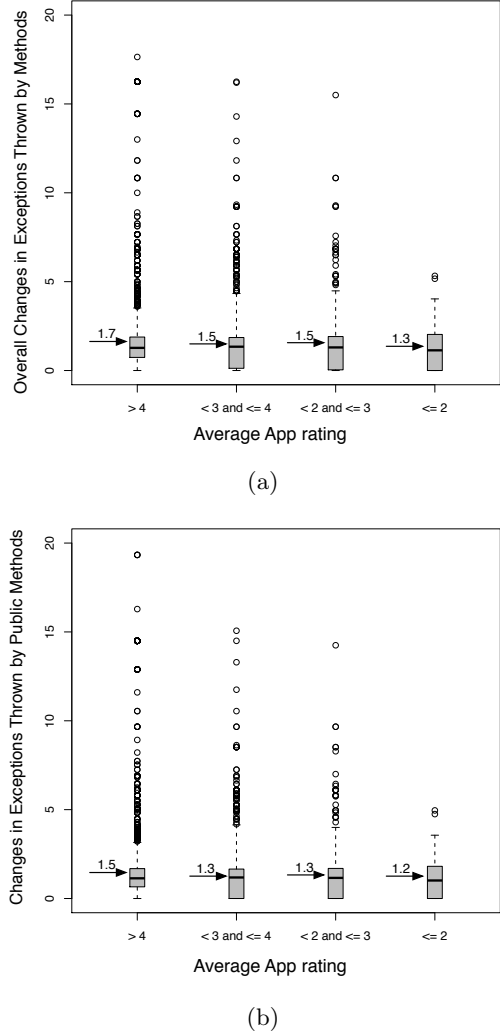 Overall Changes in Exceptions Thrown by Methods
20
15
10
5
0
1.7
1.5
1.5
1.3
> 4
< 3 and <= 4
< 2 and <= 3
<= 2
Average App rating
(a)
Changes in Exceptions Thrown by Public Methods
20
15
10
5
0
1.5
1.3
1.3
1.2
> 4
< 3 and <= 4
< 2 and <= 3
<= 2
Average App rating
(b)